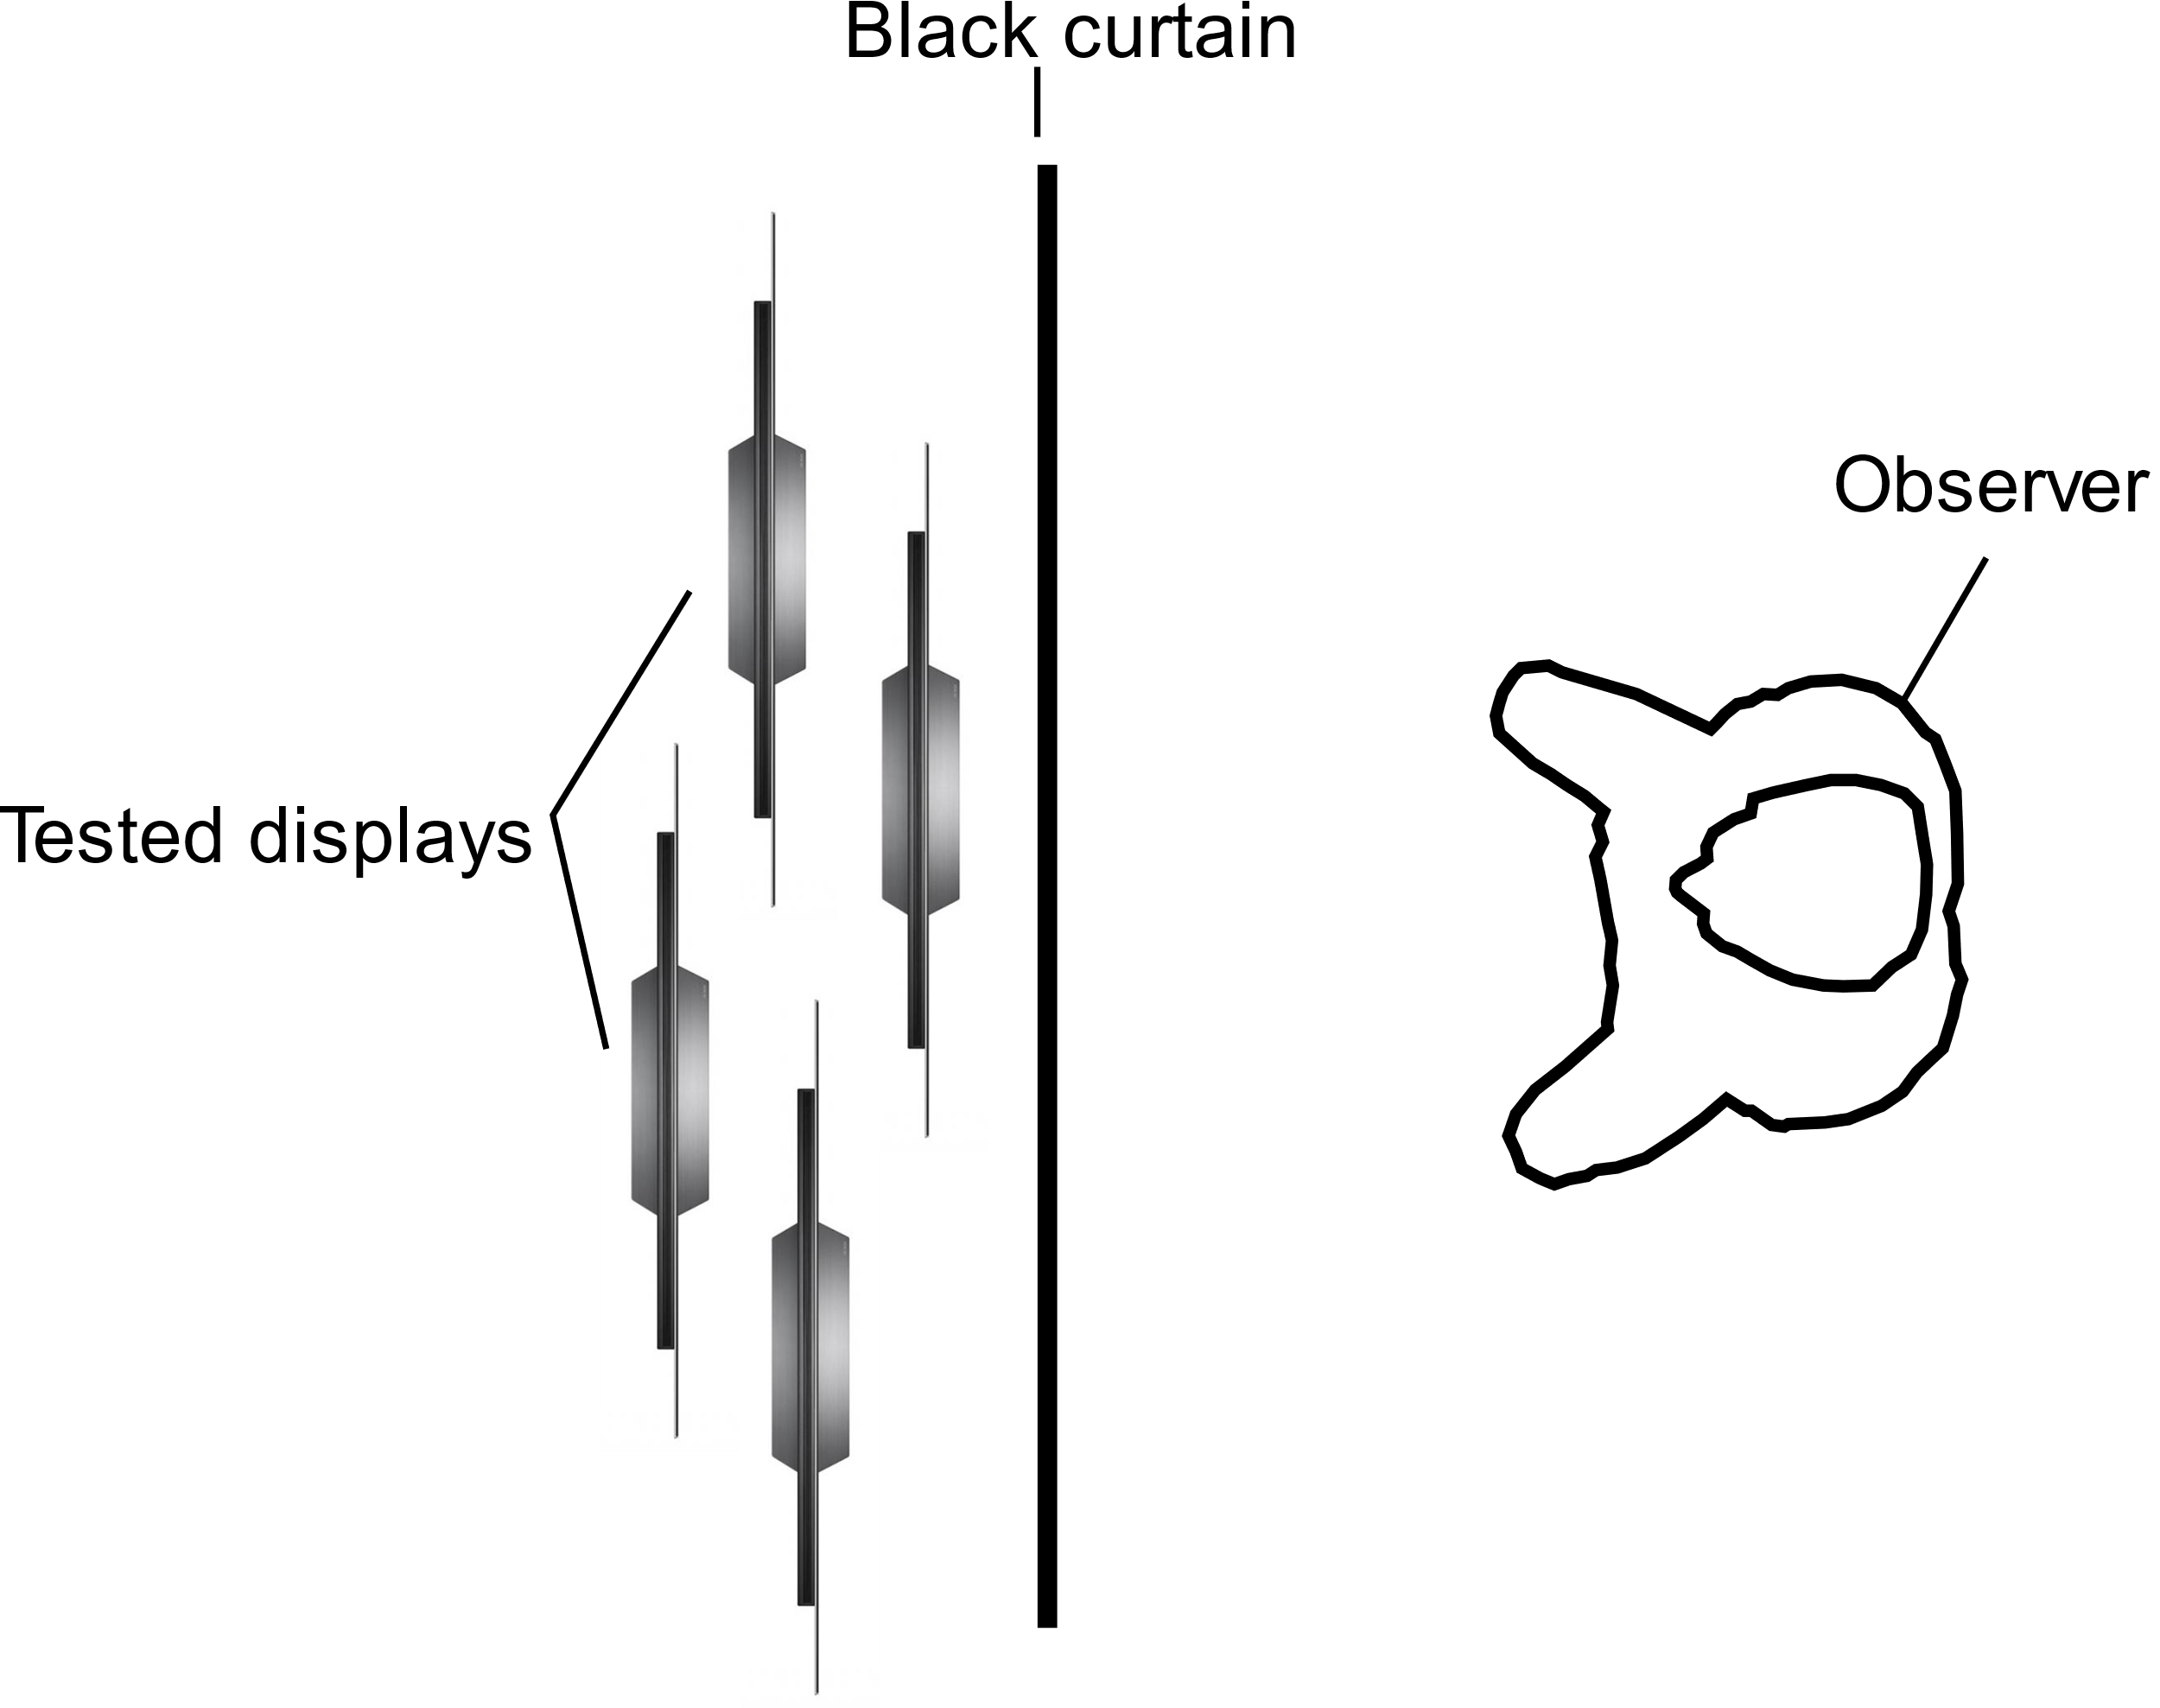 Black curtain
Observer
Tested displays